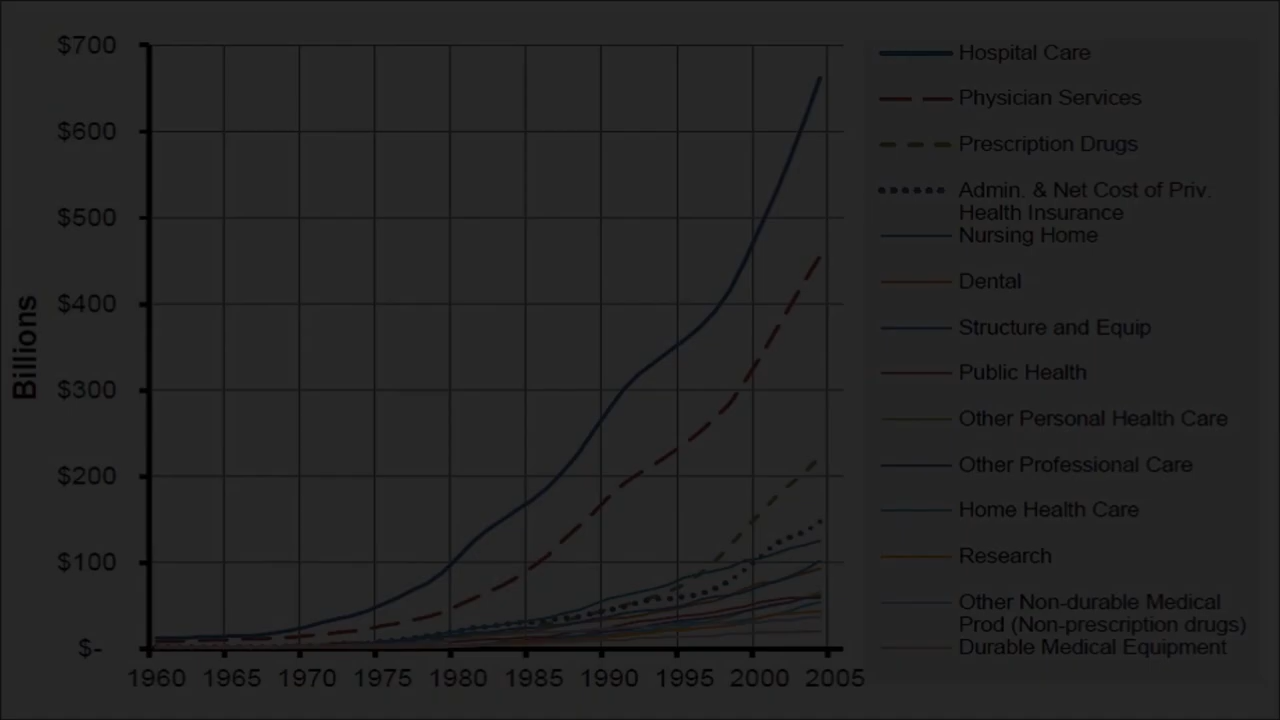 $700
$600
$500
$400
$300
$200
$100
$-
Billions
1960 1965 1970 1975 1980 1985 1990 1995 2000 2005
Hospital Care
Physician Services
Prescription Drugs
Admin. & Net Cost of Priv.
Health Insurance
Nursing Home
Dental
Structure and Equip
Public Health
Other Personal Health Care
Other Professional Care
Home Health Care
Research
Other Non-durable Medical
Prod (Non-prescription drugs)
Durable Medical Equipment